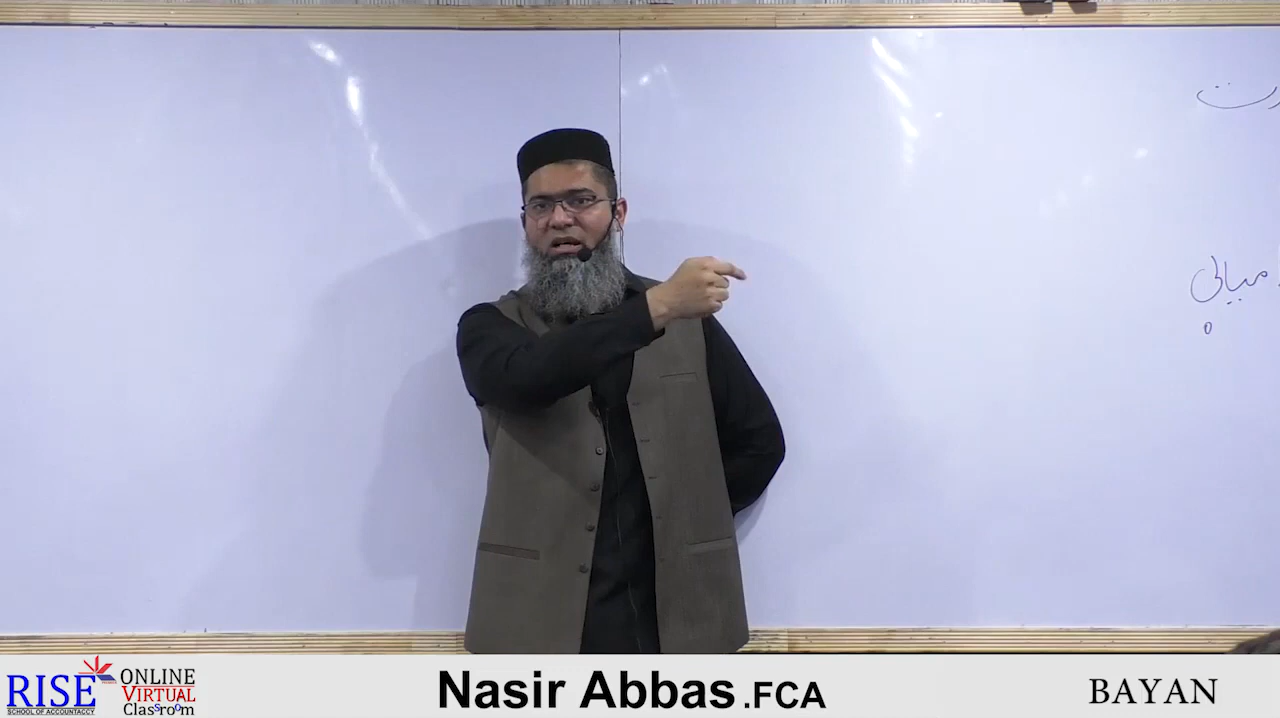 RISE
SCHOOL OF ACCOUNTANCY
ONLINE
VIRTUAL
Classroom
Nasir Abbas .FCA
BAYAN